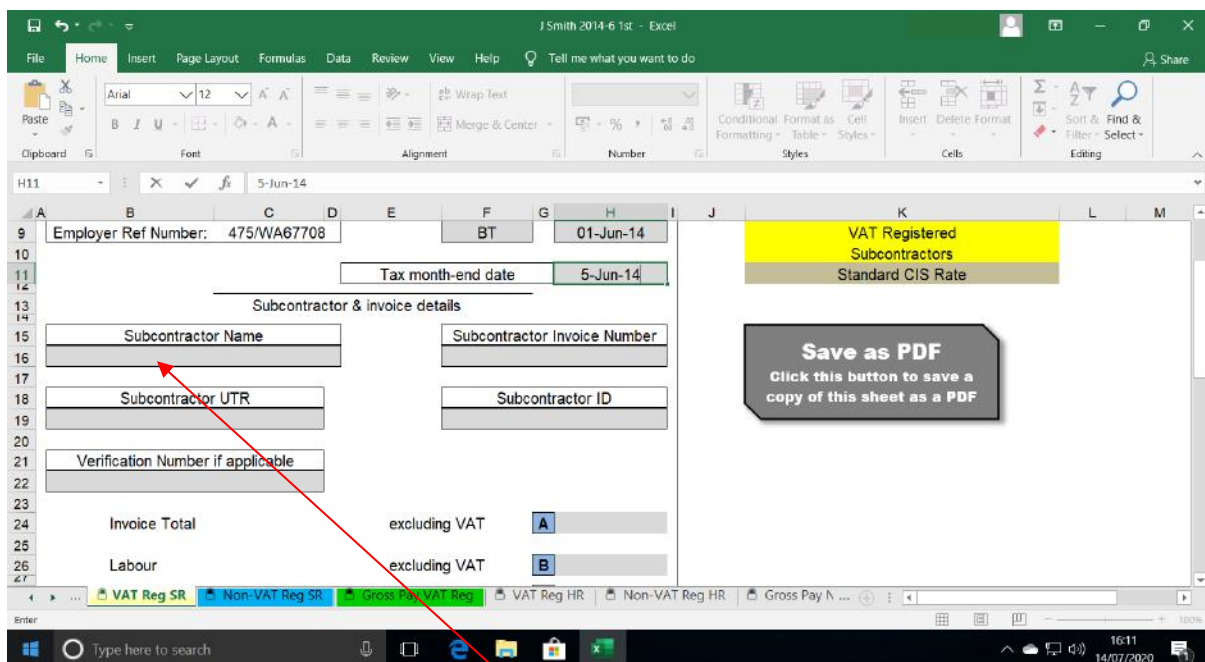 J Smith 2014-6 1st - Excel
File Home Insert Page Layout Formulas Data Review View Help Tell me what you want to do Share
Arial 12 Wrap Text
Paste B I U A Merge & Center % Conditional Formatting Format as Table Cell Styles Insert Delete Format Sort & Filter Find & Select
Clipboard Font Alignment Number Styles Cells Editing
H11 fx 5-Jun-14
A B C D E F G H I J K L M
9 Employer Ref Number: 475/WA67708 BT 01-Jun-14 VAT Registered
10 Subcontractors
11 Tax month-end date 5-Jun-14 Standard CIS Rate
12
13 Subcontractor & invoice details
14
15 Subcontractor Name Subcontractor Invoice Number
16 Save as PDF
17 Click this button to save a
18 Subcontractor UTR Subcontractor ID copy of this sheet as a PDF
19
20
21 Verification Number if applicable
22
23
24 Invoice Total excluding VAT A
25
26 Labour excluding VAT B
27
... VAT Reg SR Non-VAT Reg SR Gross Pay VAT Reg VAT Reg HR Non-VAT Reg HR Gross Pay N ...
Enter 100%
Type here to search 16:11
14/07/2020